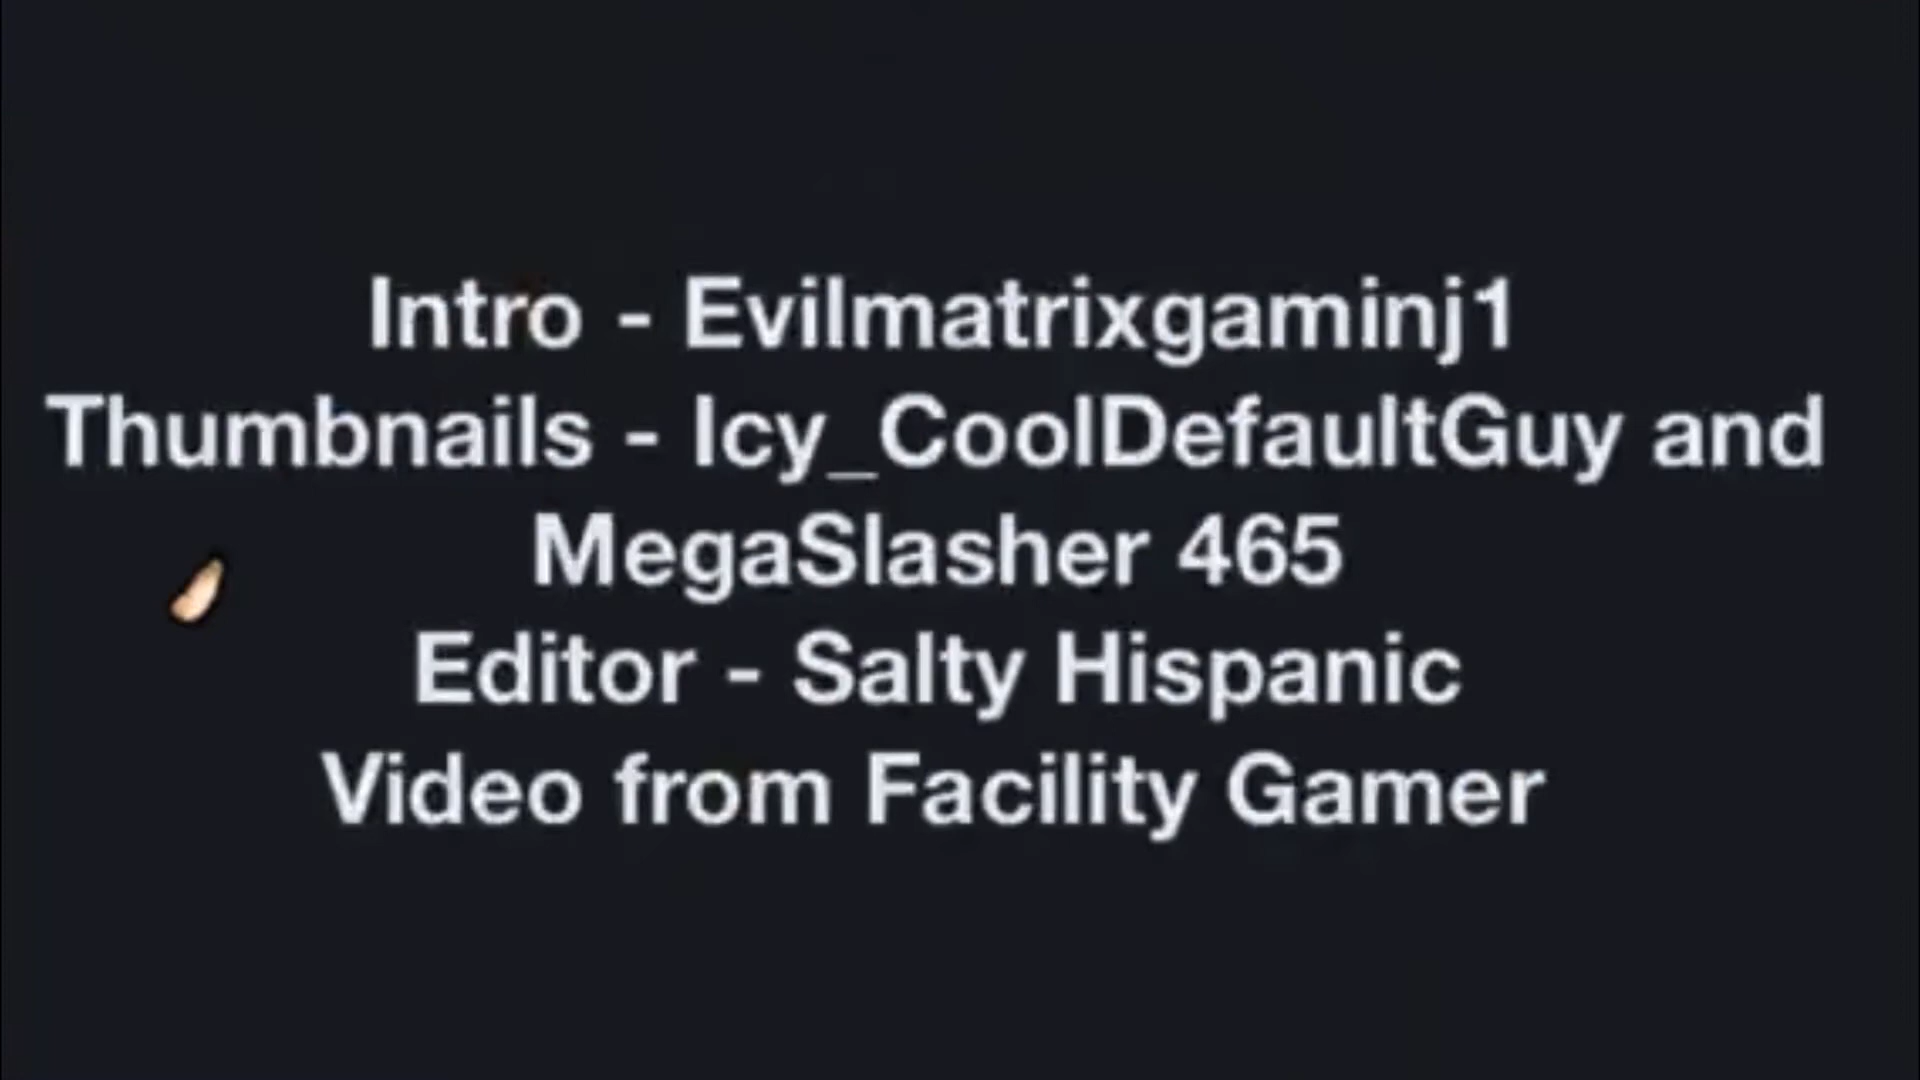 Intro - Evilmatrixgaminj1
Thumbnails - Icy_CoolDefaultGuy and
MegaSlasher 465
Editor - Salty Hispanic
Video from Facility Gamer